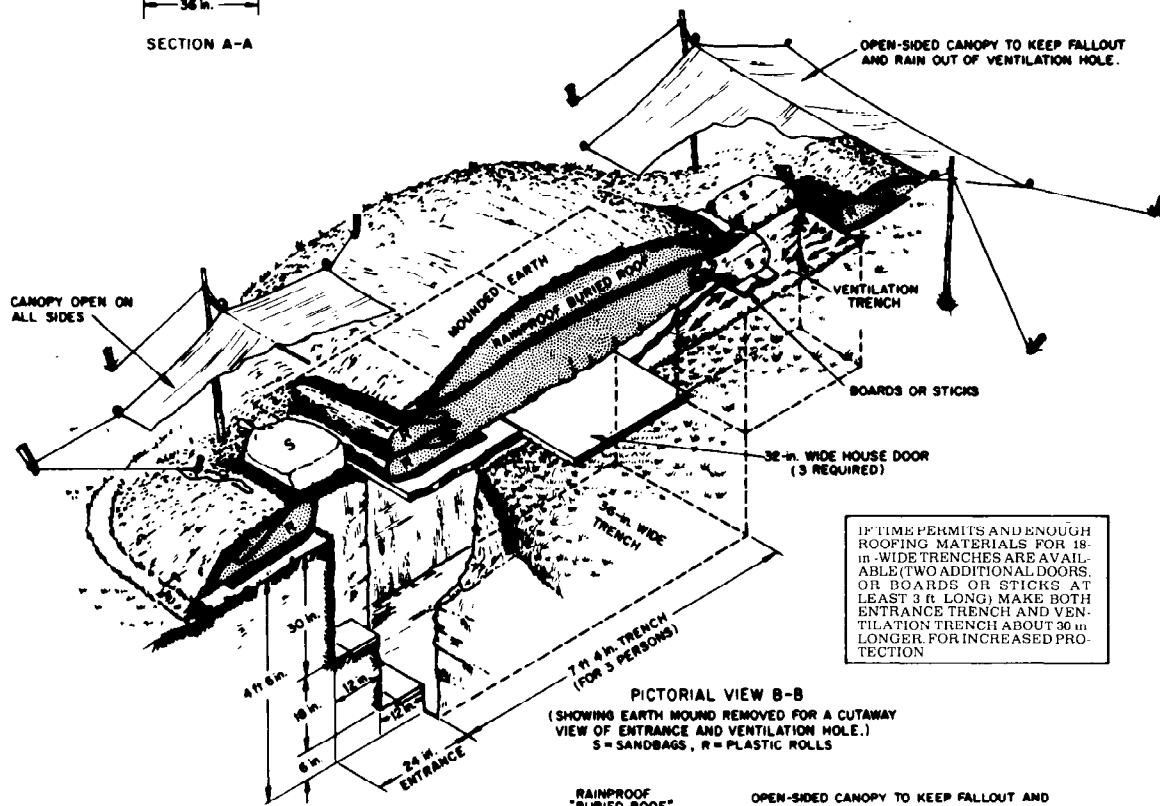 36 in.
SECTION A-A
OPEN-SIDED CANOPY TO KEEP FALLOUT
AND RAIN OUT OF VENTILATION HOLE.
CANOPY OPEN ON
ALL SIDES
MOUNDED EARTH
RAINPROOF BURIED ROOF
S
S
S
R
R
R
R
VENTILATION
TRENCH
BOARDS OR STICKS
32-in. WIDE HOUSE DOOR
(3 REQUIRED)
36-in. WIDE
TRENCH
IF TIME PERMITS AND ENOUGH
ROOFING MATERIALS FOR 18-
in-WIDE TRENCHES ARE AVAIL-
ABLE (TWO ADDITIONAL DOORS,
OR BOARDS OR STICKS AT
LEAST 3 ft LONG) MAKE BOTH
ENTRANCE TRENCH AND VEN-
TILATION TRENCH ABOUT 30 in
LONGER FOR INCREASED PRO-
TECTION
30 in.
4 ft 6 in.
12 in.
18 in.
12 in.
6 in.
24 in.
ENTRANCE
7 ft 4 in. TRENCH
(FOR 3 PERSONS)
PICTORIAL VIEW B-B
(SHOWING EARTH MOUND REMOVED FOR A CUTAWAY
VIEW OF ENTRANCE AND VENTILATION HOLE.)
S = SANDBAGS, R = PLASTIC ROLLS
RAINPROOF
"BURIED ROOF"
OPEN-SIDED CANOPY TO KEEP FALLOUT AND